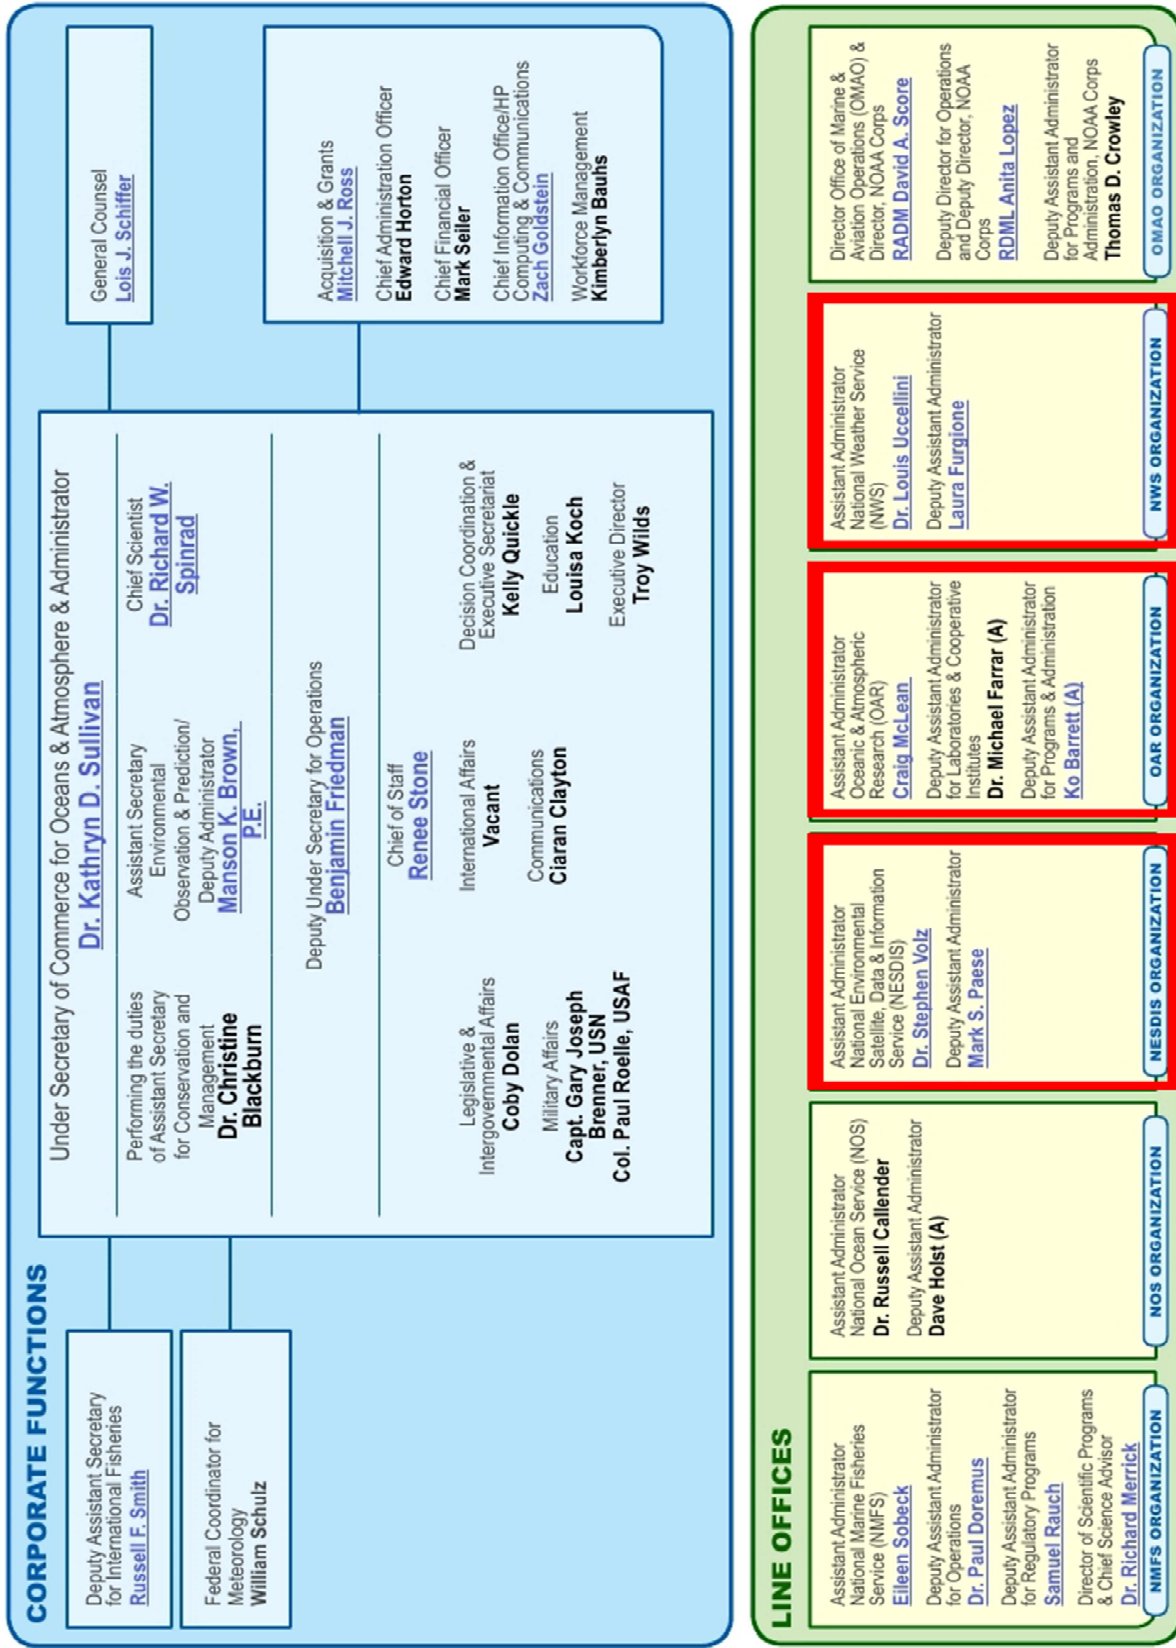 CORPORATE FUNCTIONS
Deputy Assistant Secretary
for International Fisheries
Russell F. Smith
Federal Coordinator for
Meteorology
William Schulz
Under Secretary of Commerce for Oceans & Atmosphere & Administrator
Dr. Kathryn D. Sullivan
Performing the duties
of Assistant Secretary
for Conservation and
Management
Dr. Christine
Blackburn
Assistant Secretary
Environmental
Observation & Prediction/
Deputy Administrator
Manson K. Brown,
P.E.
Chief Scientist
Dr. Richard W.
Spinrad
Deputy Under Secretary for Operations
Benjamin Friedman
Chief of Staff
Renee Stone
Legislative &
Intergovernmental Affairs
Coby Dolan
Military Affairs
Capt. Gary Joseph
Brenner, USN
Col. Paul Roelle, USAF
International Affairs
Vacant
Communications
Ciaran Clayton
Decision Coordination &
Executive Secretariat
Kelly Quickle
Education
Louisa Koch
Executive Director
Troy Wilds
General Counsel
Lois J. Schiffer
Acquisition & Grants
Mitchell J. Ross
Chief Administration Officer
Edward Horton
Chief Financial Officer
Mark Seiler
Chief Information Office/HP
Computing & Communications
Zach Goldstein
Workforce Management
Kimberlyn Bauhs
LINE OFFICES
Assistant Administrator
National Marine Fisheries
Service (NMFS)
Eileen Sobeck
Deputy Assistant Administrator
for Operations
Dr. Paul Doremus
Deputy Assistant Administrator
for Regulatory Programs
Samuel Rauch
Director of Scientific Programs
& Chief Science Advisor
Dr. Richard Merrick
NMFS ORGANIZATION
Assistant Administrator
National Ocean Service (NOS)
Dr. Russell Callender
Deputy Assistant Administrator
Dave Holst (A)
NOS ORGANIZATION
Assistant Administrator
National Environmental
Satellite, Data & Information
Service (NESDIS)
Dr. Stephen Volz
Deputy Assistant Administrator
Mark S. Paese
NESDIS ORGANIZATION
Assistant Administrator
Oceanic & Atmospheric
Research (OAR)
Craig McLean
Deputy Assistant Administrator
for Laboratories & Cooperative
Institutes
Dr. Michael Farrar (A)
Deputy Assistant Administrator
for Programs & Administration
Ko Barrett (A)
OAR ORGANIZATION
Assistant Administrator
National Weather Service
(NWS)
Dr. Louis Uccellini
Deputy Assistant Administrator
Laura Furgione
NWS ORGANIZATION
Director Office of Marine &
Aviation Operations (OMAO) &
Director, NOAA Corps
RADM David A. Score
Deputy Director for Operations
and Deputy Director, NOAA
Corps
RDML Anita Lopez
Deputy Assistant Administrator
for Programs and
Administration, NOAA Corps
Thomas D. Crowley
OMAO ORGANIZATION